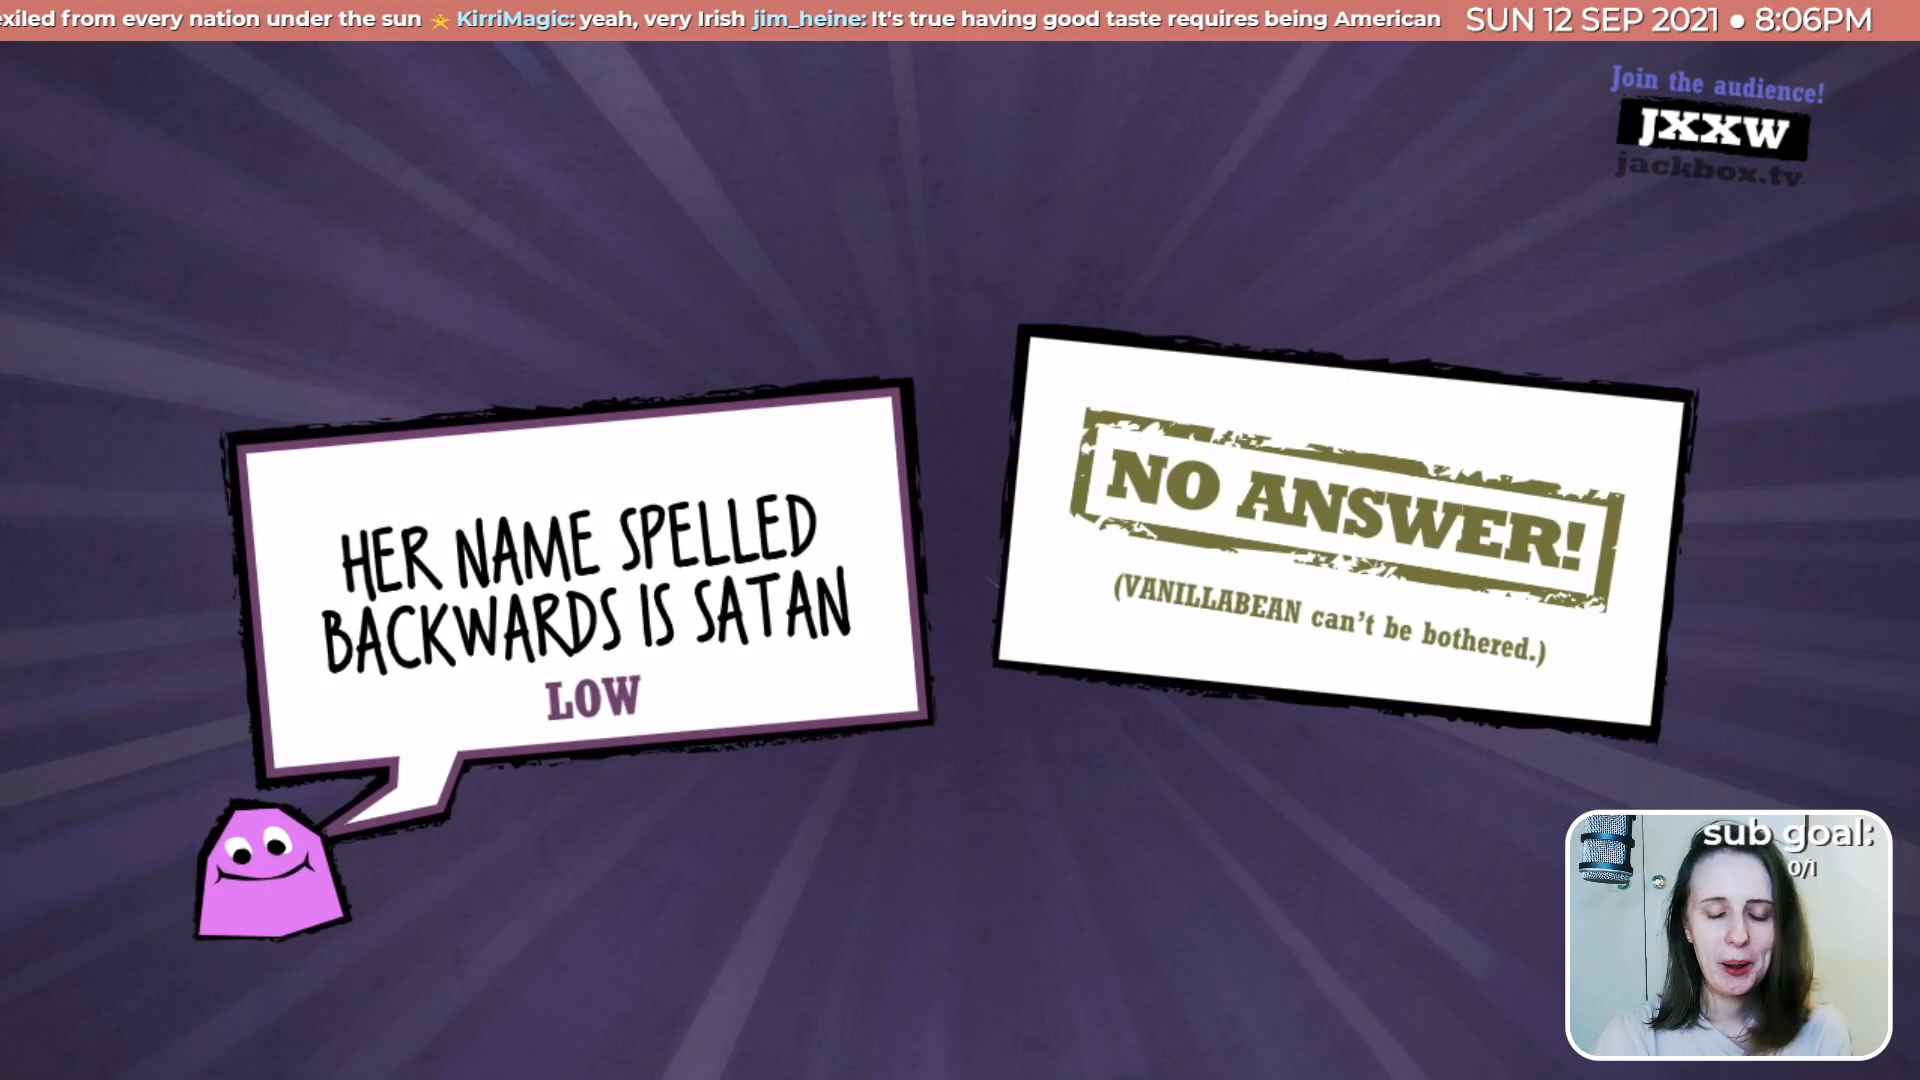 exiled from every nation under the sun KirriMagic: yeah, very Irish jim_heine: It's true having good taste requires being American
SUN 12 SEP 2021 ● 8:06PM
Join the audience!
JXXW
jackbox.tv
HER NAME SPELLED
BACKWARDS IS SATAN
LOW
NO ANSWER!
(VANILLABEAN can't be bothered.)
sub goal:
0/1